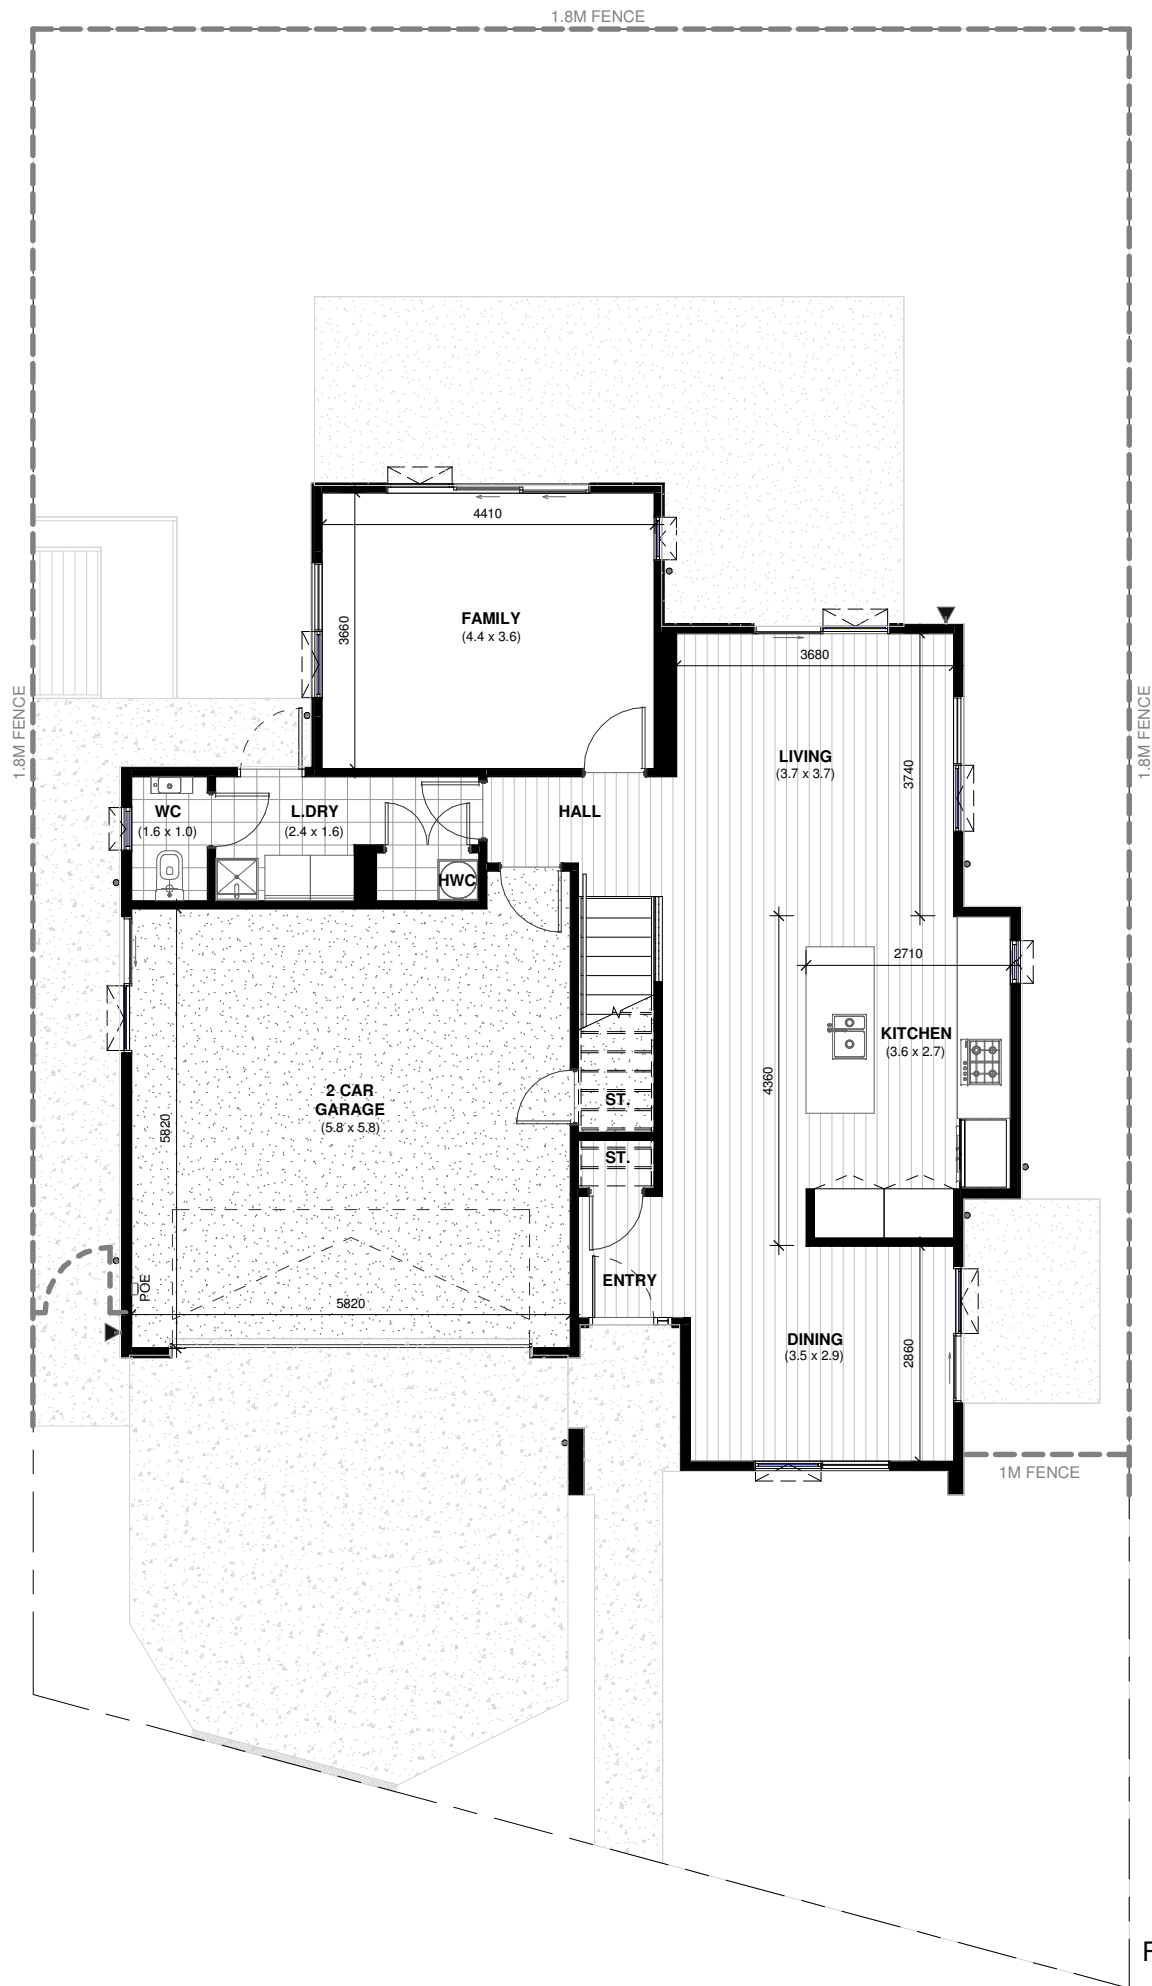 1.8M FENCE
4410
FAMILY
(4.4 x 3.6)
3660
3680
1.8M FENCE
1.8M FENCE
LIVING
(3.7 x 3.7)
3740
WC
(1.6 x 1.0)
L.DRY
(2.4 x 1.6)
HALL
HWC
2710
KITCHEN
(3.6 x 2.7)
4360
2 CAR
GARAGE
(5.8 x 5.8)
5820
ST.
ST.
POE
5820
ENTRY
DINING
(3.5 x 2.9)
2860
1M FENCE
F